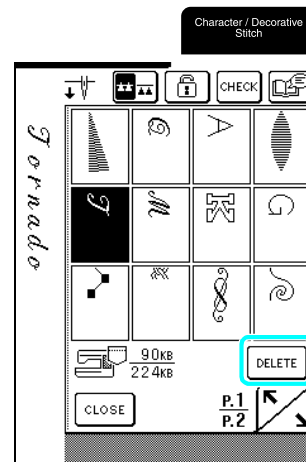 Character / Decorative
Stitch
CHECK
Tornado
A
T
M
G
90KB
224KB
DELETE
CLOSE
P.1
P.2